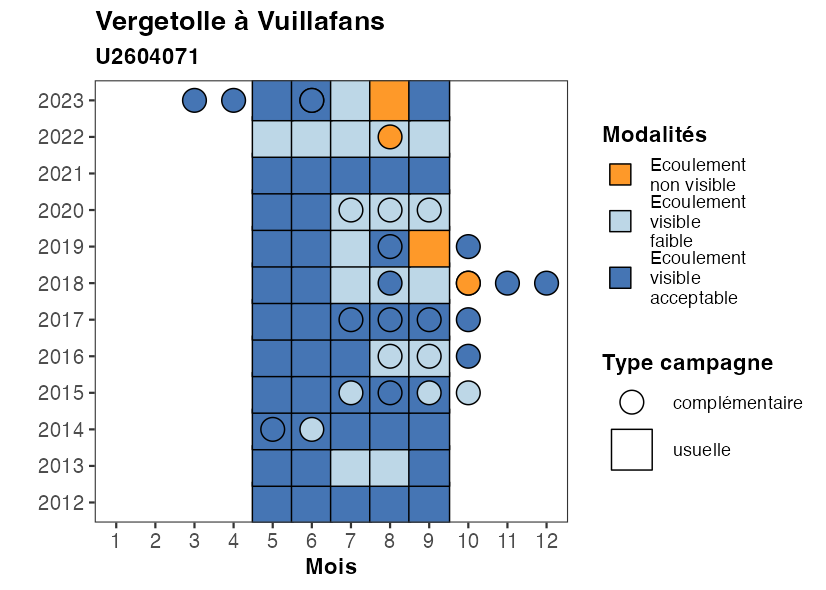 Vergetolle à Vuillafans
U2604071
2023
2022
2021
2020
2019
2018
2017
2016
2015
2014
2013
2012
1 2 3 4 5 6 7 8 9 10 11 12
Mois
Modalités
Ecoulement
non visible
Ecoulement
visible
faible
Ecoulement
visible
acceptable
Type campagne
complémentaire
usuelle